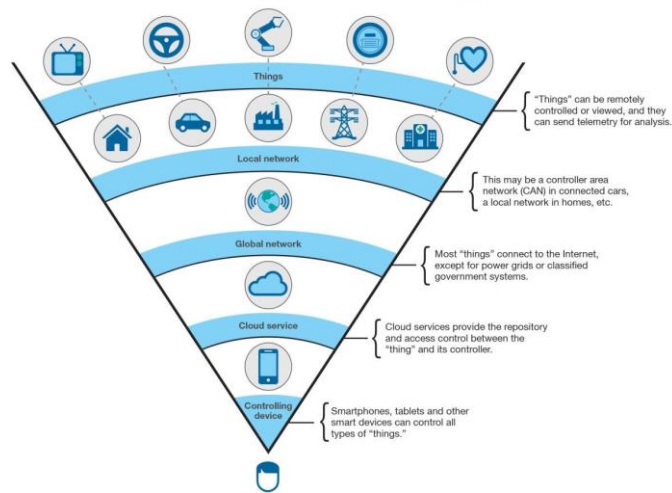 Things
"Things" can be remotely
controlled or viewed, and they
can send telemetry for analysis.
Local network
This may be a controller area
network (CAN) in connected cars,
a local network in homes, etc.
Global network
Most "things" connect to the Internet,
except for power grids or classified
government systems.
Cloud service
Cloud services provide the repository
and access control between the
"thing" and its controller.
Controlling
device
Smartphones, tablets and other
smart devices can control all
types of "things."